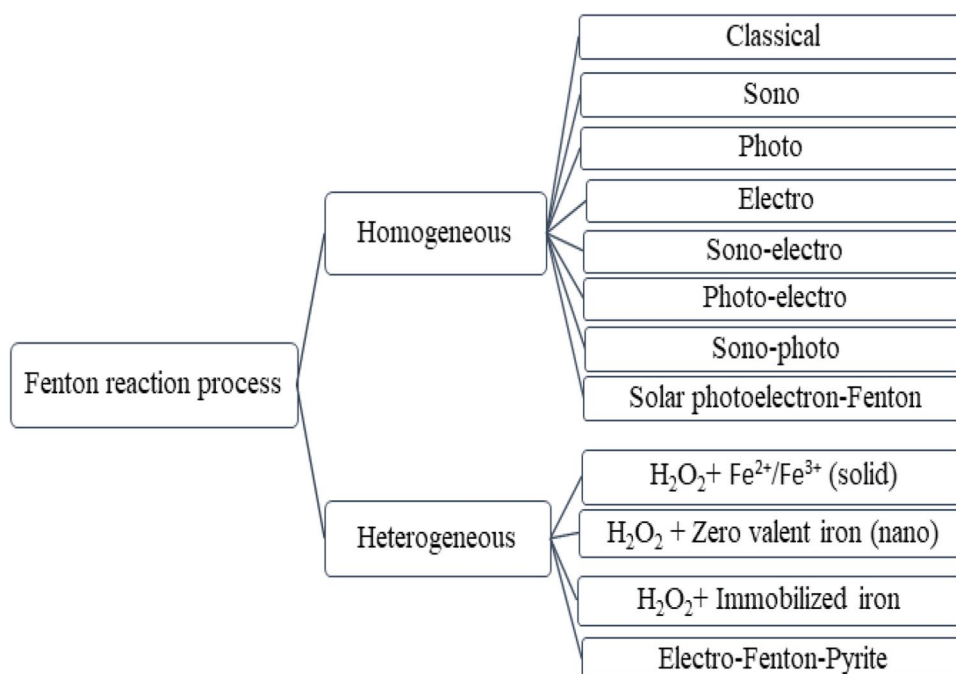 Classical
Sono
Photo
Electro
Homogeneous
Sono-electro
Photo-electro
Sono-photo
Fenton reaction process
Solar photoelectron-Fenton
H₂O₂+ Fe²⁺/Fe³⁺ (solid)
Heterogeneous
H₂O₂ + Zero valent iron (nano)
H₂O₂+ Immobilized iron
Electro-Fenton-Pyrite